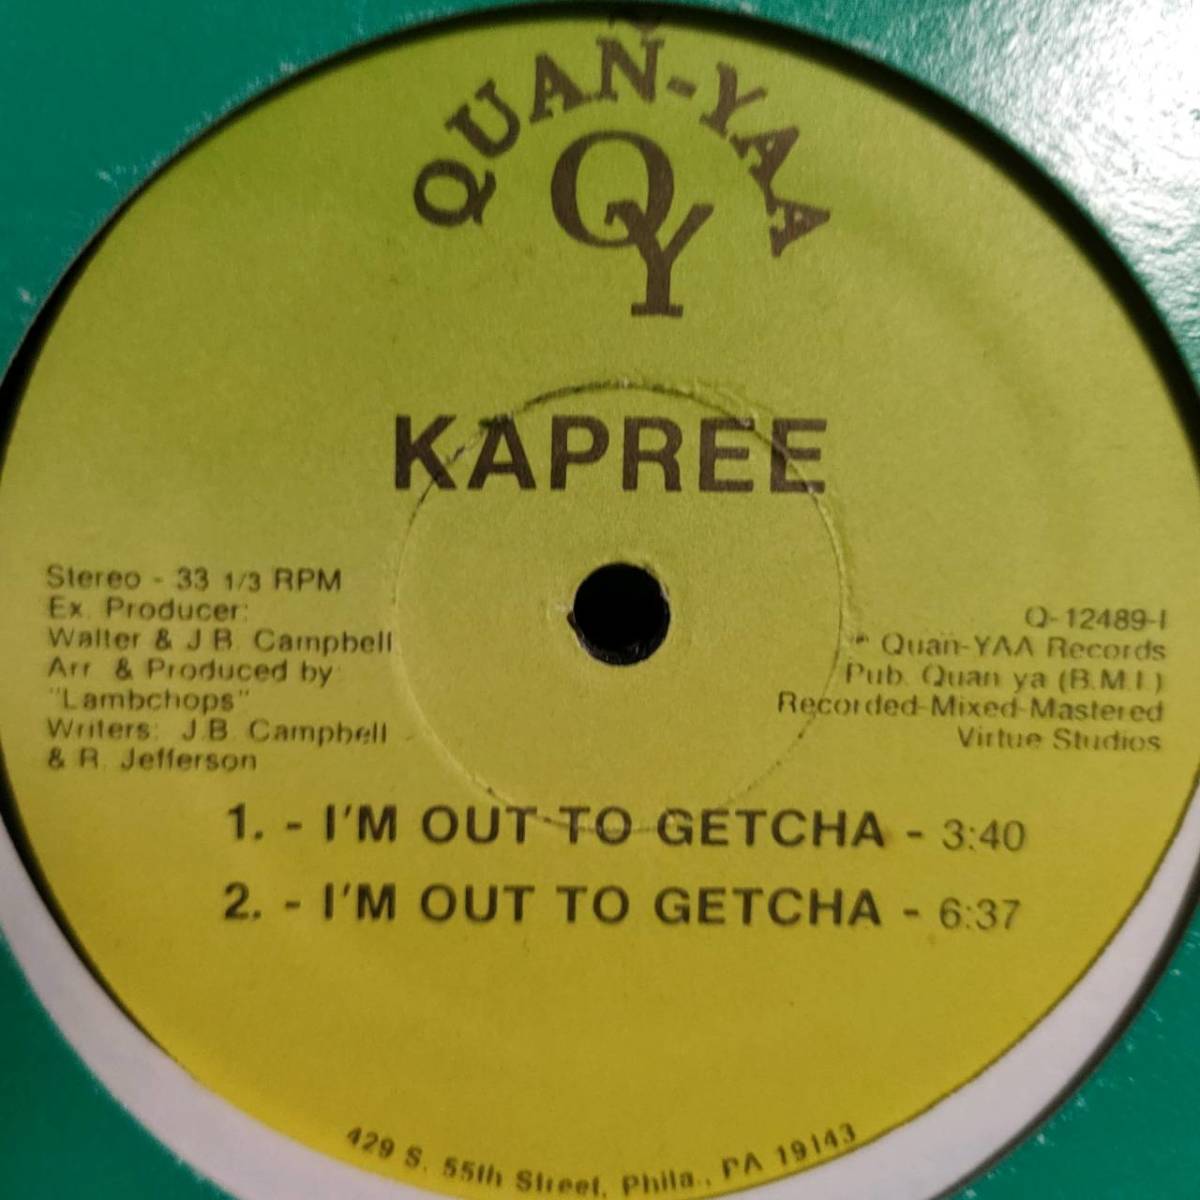 QUAN-YAA
QY
KAPREE
Stereo - 33 1/3 RPM
Ex. Producer:
Walter & J.B. Campbell
Arr. & Produced by:
"Lambchops"
Writers: J.B. Campbell
& R. Jefferson
Q-12489-1
℗ Quan-YAA Records
Pub. Quan ya (B.M.I.)
Recorded-Mixed-Mastered
Virtue Studios
1. - I'M OUT TO GETCHA - 3:40
2. - I'M OUT TO GETCHA - 6:37
429 S. 55th Street, Phila., PA 19143